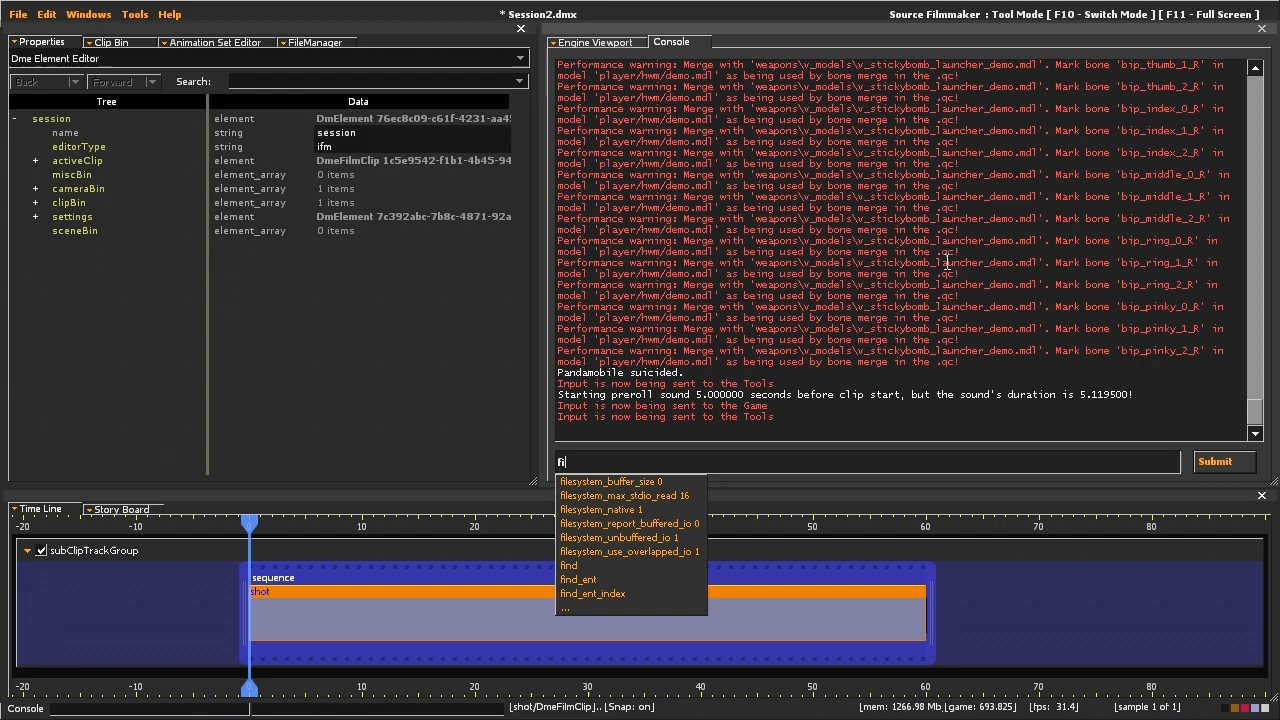 File Edit Windows Tools Help
* Session2.dmx
Source Filmmaker : Tool Mode [ F10 - Switch Mode ] [ F11 - Full Screen ]
Properties Clip Bin Animation Set Editor FileManager
Dme Element Editor
Back Forward Search:
Tree Data
- session element DmElement 76ec8c09-c61f-4231-aa4
name string session
editorType string ifm
+ activeClip element DmeFilmClip 1c5e9542-f1b1-4b45-94
miscBin element_array 0 items
+ cameraBin element_array 1 items
+ clipBin element_array 1 items
+ settings element DmElement 7c392abc-7b8c-4871-92a
sceneBin element_array 0 items
Engine Viewport Console
Performance warning: Merge with 'weapons\v_models\v_stickybomb_launcher_demo.mdl'. Mark bone 'bip_thumb_1_R' in
model 'player/hwm/demo.mdl' as being used by bone merge in the .qc!
Performance warning: Merge with 'weapons\v_models\v_stickybomb_launcher_demo.mdl'. Mark bone 'bip_thumb_2_R' in
model 'player/hwm/demo.mdl' as being used by bone merge in the .qc!
Performance warning: Merge with 'weapons\v_models\v_stickybomb_launcher_demo.mdl'. Mark bone 'bip_index_0_R' in
model 'player/hwm/demo.mdl' as being used by bone merge in the .qc!
Performance warning: Merge with 'weapons\v_models\v_stickybomb_launcher_demo.mdl'. Mark bone 'bip_index_1_R' in
model 'player/hwm/demo.mdl' as being used by bone merge in the .qc!
Performance warning: Merge with 'weapons\v_models\v_stickybomb_launcher_demo.mdl'. Mark bone 'bip_index_2_R' in
model 'player/hwm/demo.mdl' as being used by bone merge in the .qc!
Performance warning: Merge with 'weapons\v_models\v_stickybomb_launcher_demo.mdl'. Mark bone 'bip_middle_0_R' in
model 'player/hwm/demo.mdl' as being used by bone merge in the .qc!
Performance warning: Merge with 'weapons\v_models\v_stickybomb_launcher_demo.mdl'. Mark bone 'bip_middle_1_R' in
model 'player/hwm/demo.mdl' as being used by bone merge in the .qc!
Performance warning: Merge with 'weapons\v_models\v_stickybomb_launcher_demo.mdl'. Mark bone 'bip_middle_2_R' in
model 'player/hwm/demo.mdl' as being used by bone merge in the .qc!
Performance warning: Merge with 'weapons\v_models\v_stickybomb_launcher_demo.mdl'. Mark bone 'bip_ring_0_R' in
model 'player/hwm/demo.mdl' as being used by bone merge in the .qc!
Performance warning: Merge with 'weapons\v_models\v_stickybomb_launcher_demo.mdl'. Mark bone 'bip_ring_1_R' in
model 'player/hwm/demo.mdl' as being used by bone merge in the .qc!
Performance warning: Merge with 'weapons\v_models\v_stickybomb_launcher_demo.mdl'. Mark bone 'bip_ring_2_R' in
model 'player/hwm/demo.mdl' as being used by bone merge in the .qc!
Performance warning: Merge with 'weapons\v_models\v_stickybomb_launcher_demo.mdl'. Mark bone 'bip_pinky_0_R' in
model 'player/hwm/demo.mdl' as being used by bone merge in the .qc!
Performance warning: Merge with 'weapons\v_models\v_stickybomb_launcher_demo.mdl'. Mark bone 'bip_pinky_1_R' in
model 'player/hwm/demo.mdl' as being used by bone merge in the .qc!
Performance warning: Merge with 'weapons\v_models\v_stickybomb_launcher_demo.mdl'. Mark bone 'bip_pinky_2_R' in
model 'player/hwm/demo.mdl' as being used by bone merge in the .qc!
Pandamobile suicided.
Input is now being sent to the Tools
Starting preroll sound 5.000000 seconds before clip start, but the sound's duration is 5.119500!
Input is now being sent to the Game
Input is now being sent to the Tools
fi
Submit
filesystem_buffer_size 0
filesystem_max_stdio_read 16
filesystem_native 1
filesystem_report_buffered_io 0
filesystem_unbuffered_io 1
filesystem_use_overlapped_io 1
find
find_ent
find_ent_index
...
Time Line Story Board
-20 -10 0 10 20 50 60 70 80
subClipTrackGroup
sequence
shot
-20 -10 0 10 20 30 40 50 60 70 80
Console
[shot/DmeFilmClip].. [Snap: on]
[mem: 1266.98 Mb] [game: 693.825] [fps: 31.4] [sample 1 of 1]